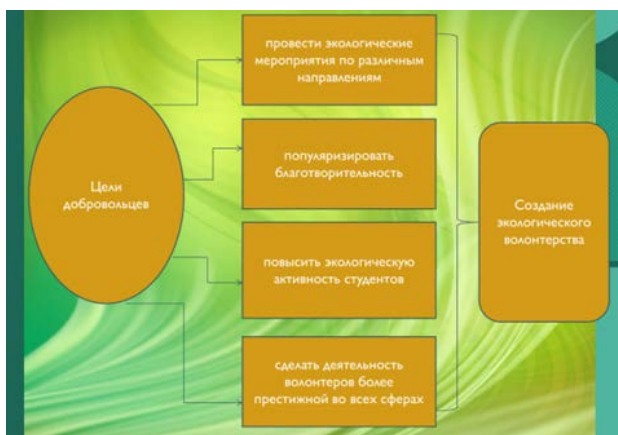 Цели
добровольцев
провести экологические
мероприятия по различным
направлениям
популяризировать
благотворительность
повысить экологическую
активность студентов
сделать деятельность
волонтеров более
престижной во всех сферах
Создание
экологического
волонтерства